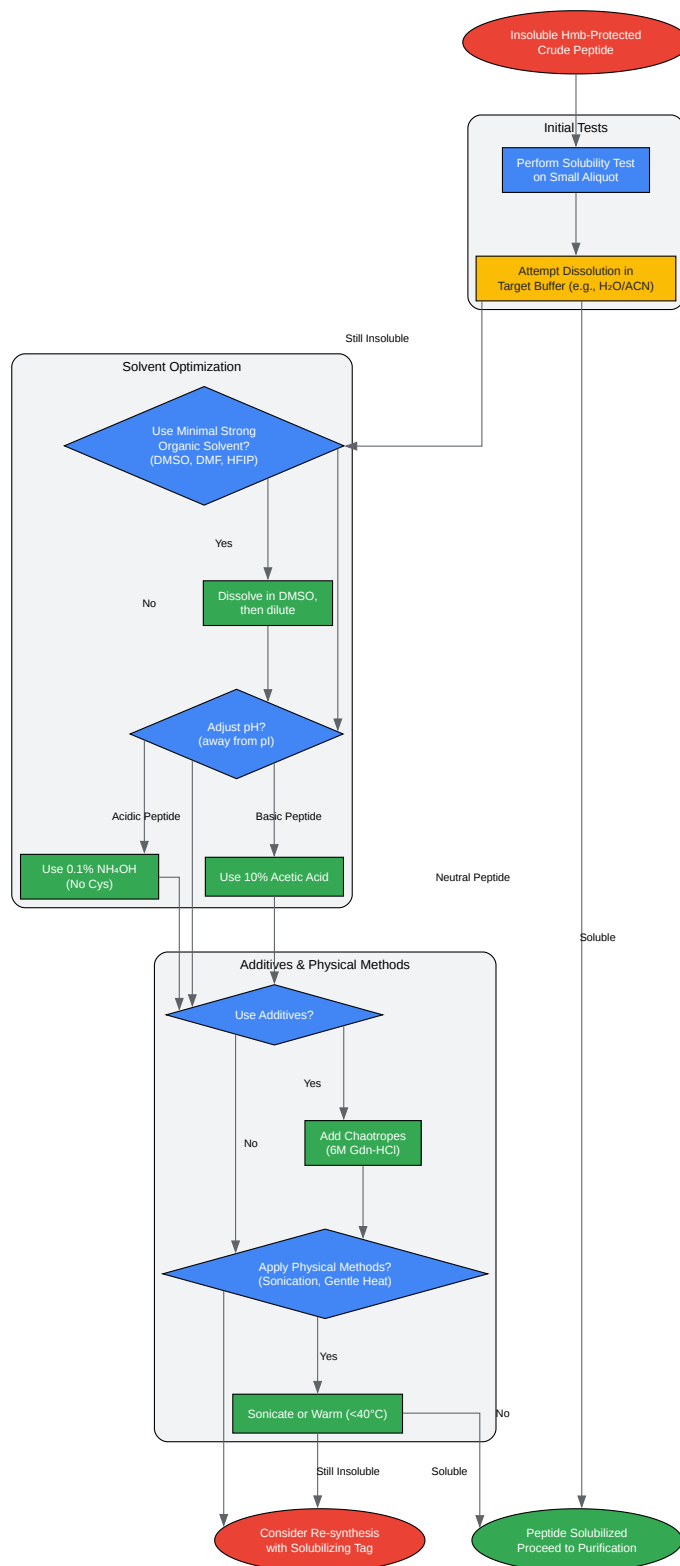 Insoluble Hmb-Protected
Crude Peptide
Initial Tests
Perform Solubility Test
on Small Aliquot
Attempt Dissolution in
Target Buffer (e.g., H₂O/ACN)
Still Insoluble
Solvent Optimization
Use Minimal Strong
Organic Solvent?
(DMSO, DMF, HFIP)
Yes
No
Dissolve in DMSO,
then dilute
Adjust pH?
(away from pI)
Acidic Peptide
Basic Peptide
Use 0.1% NH₄OH
(No Cys)
Use 10% Acetic Acid
Neutral Peptide
Soluble
Additives & Physical Methods
Use Additives?
Yes
No
Add Chaotropes
(6M Gdn-HCl)
Apply Physical Methods?
(Sonication, Gentle Heat)
Yes
Sonicate or Warm (<40°C)
No
Still Insoluble
Soluble
Consider Re-synthesis
with Solubilizing Tag
Peptide Solubilized
Proceed to Purification